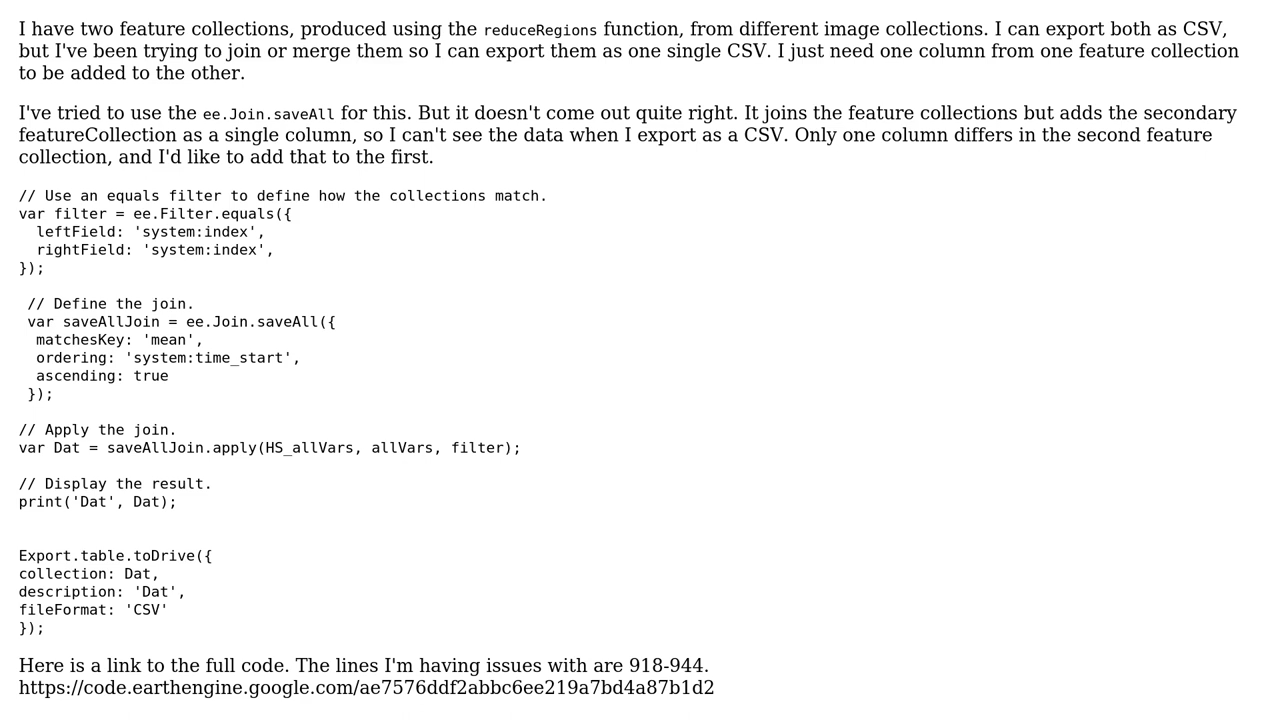 I have two feature collections, produced using the reduceRegions function, from different image collections. I can export both as CSV,
but I've been trying to join or merge them so I can export them as one single CSV. I just need one column from one feature collection
to be added to the other.
I've tried to use the ee.Join.saveAll for this. But it doesn't come out quite right. It joins the feature collections but adds the secondary
featureCollection as a single column, so I can't see the data when I export as a CSV. Only one column differs in the second feature
collection, and I'd like to add that to the first.
// Use an equals filter to define how the collections match.
var filter = ee.Filter.equals({
  leftField: 'system:index',
  rightField: 'system:index',
});
 // Define the join.
 var saveAllJoin = ee.Join.saveAll({
  matchesKey: 'mean',
  ordering: 'system:time_start',
  ascending: true
 });
// Apply the join.
var Dat = saveAllJoin.apply(HS_allVars, allVars, filter);
// Display the result.
print('Dat', Dat);
Export.table.toDrive({
collection: Dat,
description: 'Dat',
fileFormat: 'CSV'
});
Here is a link to the full code. The lines I'm having issues with are 918-944.
https://code.earthengine.google.com/ae7576ddf2abbc6ee219a7bd4a87b1d2